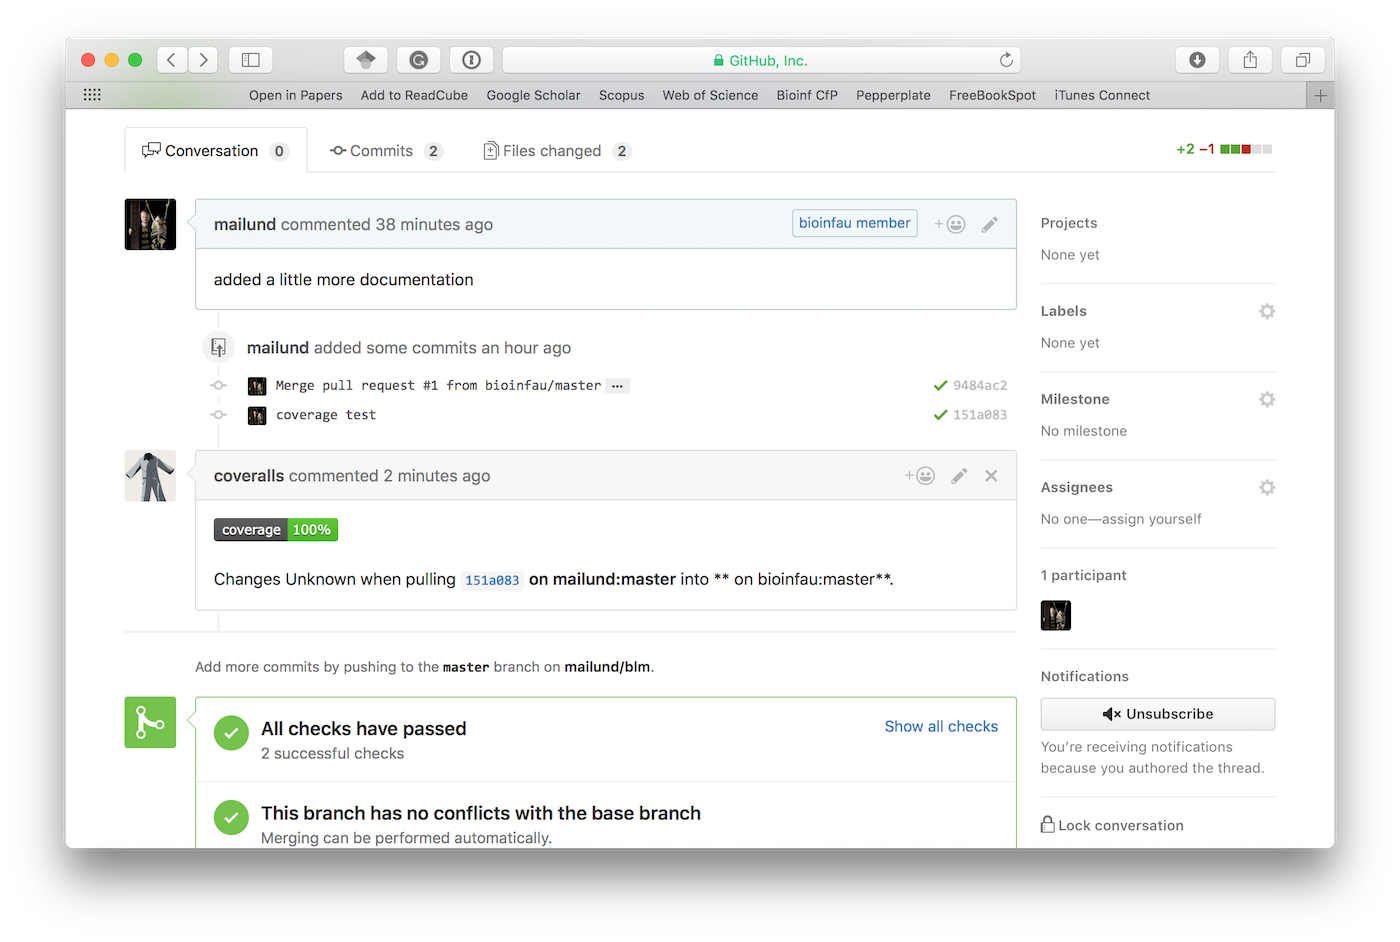 GitHub, Inc.
Open in Papers Add to ReadCube Google Scholar Scopus Web of Science Bioinf CfP Pepperplate FreeBookSpot iTunes Connect
Conversation 0 Commits 2 Files changed 2 +2 −1
mailund commented 38 minutes ago bioinfau member
added a little more documentation
mailund added some commits an hour ago
Merge pull request #1 from bioinfau/master ... 9484ac2
coverage test 151a083
coveralls commented 2 minutes ago
coverage 100%
Changes Unknown when pulling 151a083 on mailund:master into ** on bioinfau:master**.
Add more commits by pushing to the master branch on mailund/blm.
All checks have passed Show all checks
2 successful checks
This branch has no conflicts with the base branch
Merging can be performed automatically.
Projects
None yet
Labels
None yet
Milestone
No milestone
Assignees
No one—assign yourself
1 participant
Notifications
Unsubscribe
You’re receiving notifications
because you authored the thread.
Lock conversation